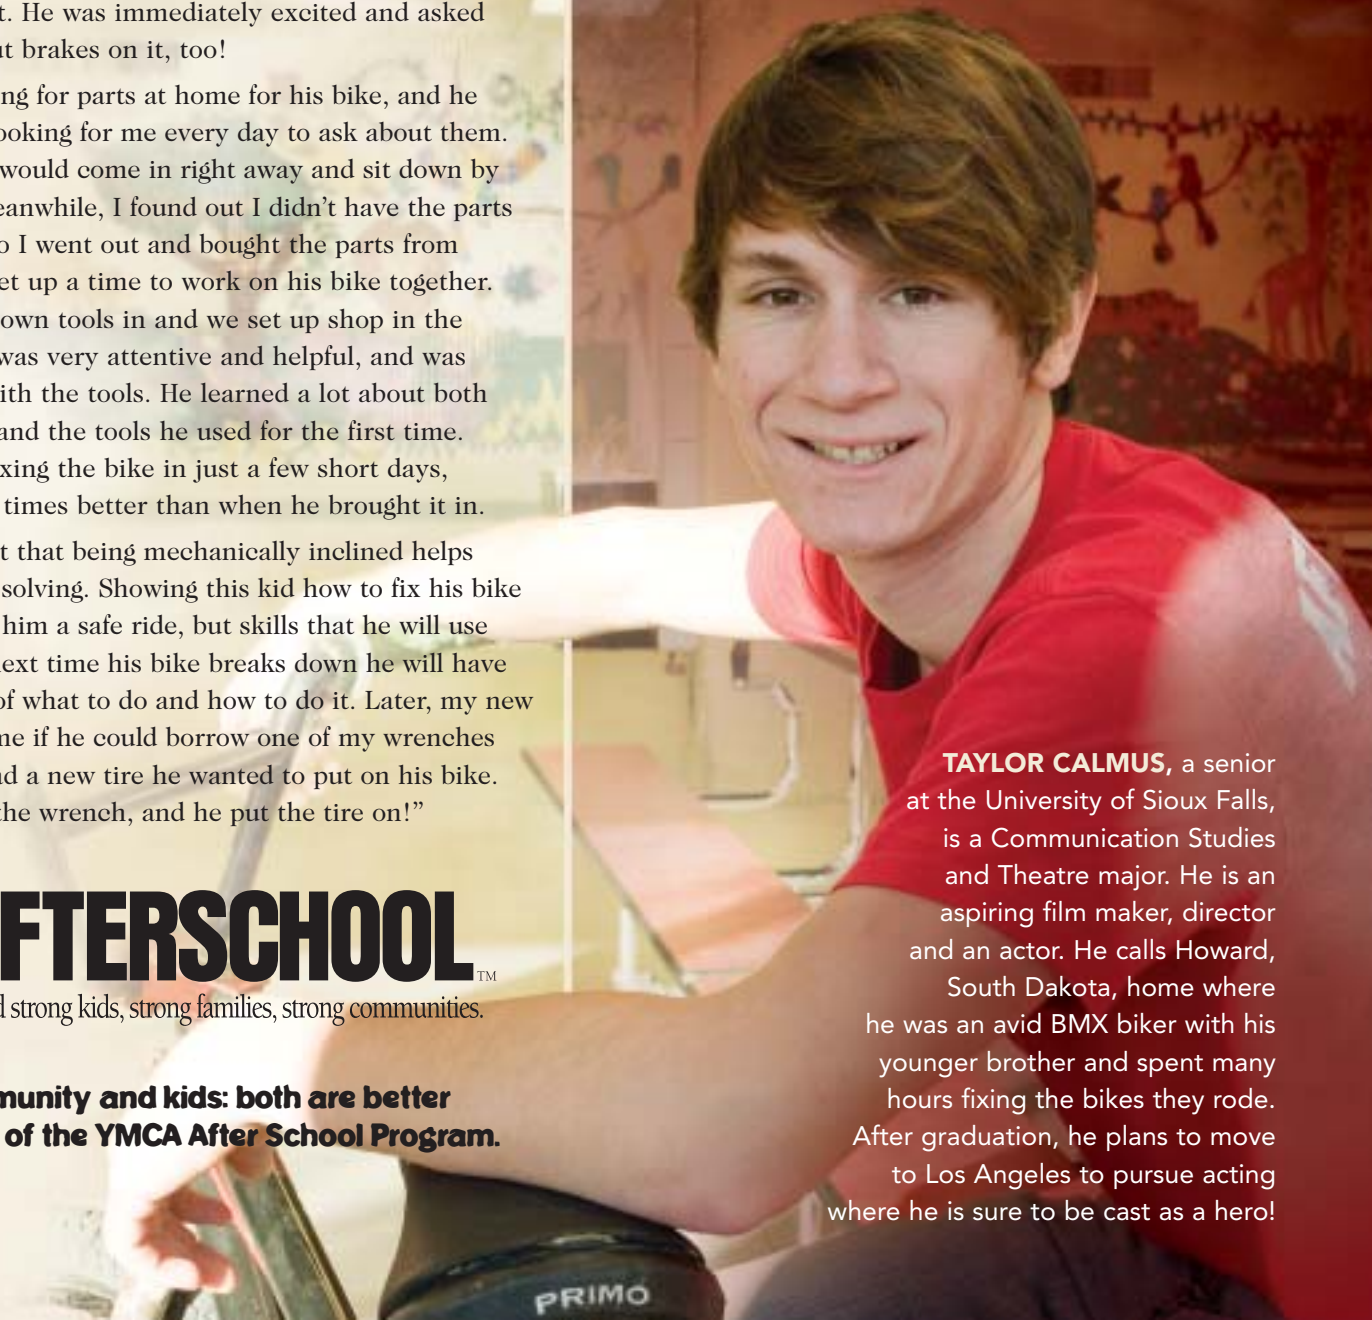 t. He was immediately excited and asked
ut brakes on it, too!
ng for parts at home for his bike, and he
ooking for me every day to ask about them.
would come in right away and sit down by
eanwhile, I found out I didn’t have the parts
o I went out and bought the parts from
et up a time to work on his bike together.
own tools in and we set up shop in the
was very attentive and helpful, and was
ith the tools. He learned a lot about both
and the tools he used for the first time.
xing the bike in just a few short days,
times better than when he brought it in.
t that being mechanically inclined helps
solving. Showing this kid how to fix his bike
him a safe ride, but skills that he will use
ext time his bike breaks down he will have
of what to do and how to do it. Later, my new
me if he could borrow one of my wrenches
nd a new tire he wanted to put on his bike.
the wrench, and he put the tire on!”
FTERSCHOOL™
d strong kids, strong families, strong communities.
munity and kids: both are better
of the YMCA After School Program.
TAYLOR CALMUS, a senior
at the University of Sioux Falls,
is a Communication Studies
and Theatre major. He is an
aspiring film maker, director
and an actor. He calls Howard,
South Dakota, home where
he was an avid BMX biker with his
younger brother and spent many
hours fixing the bikes they rode.
After graduation, he plans to move
to Los Angeles to pursue acting
where he is sure to be cast as a hero!
PRIMO